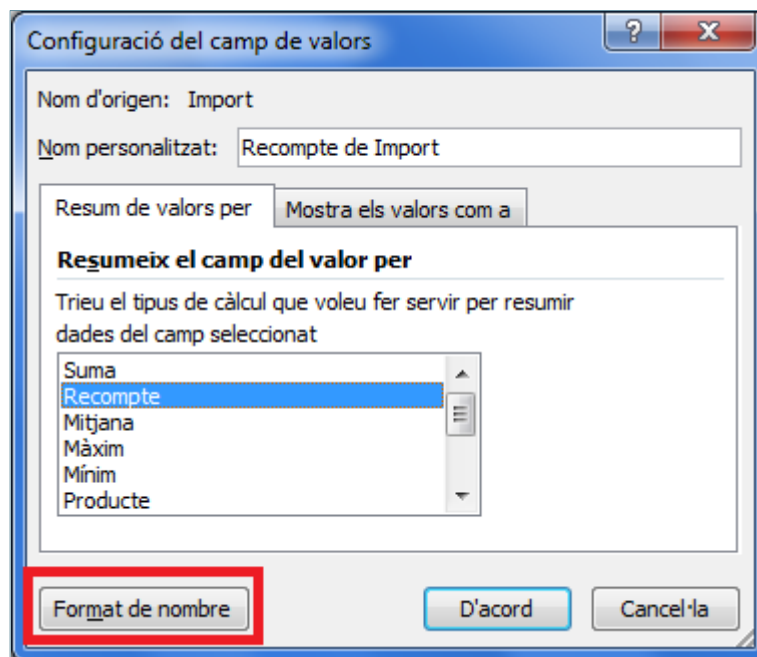 Configuració del camp de valors
Nom d'origen: Import
Nom personalitzat: Recompte de Import
Resum de valors per
Mostra els valors com a
Resumeix el camp del valor per
Trieu el tipus de càlcul que voleu fer servir per resumir
dades del camp seleccionat
Suma
Recompte
Mitjana
Màxim
Mínim
Producte
Format de nombre
D'acord
Cancel·la